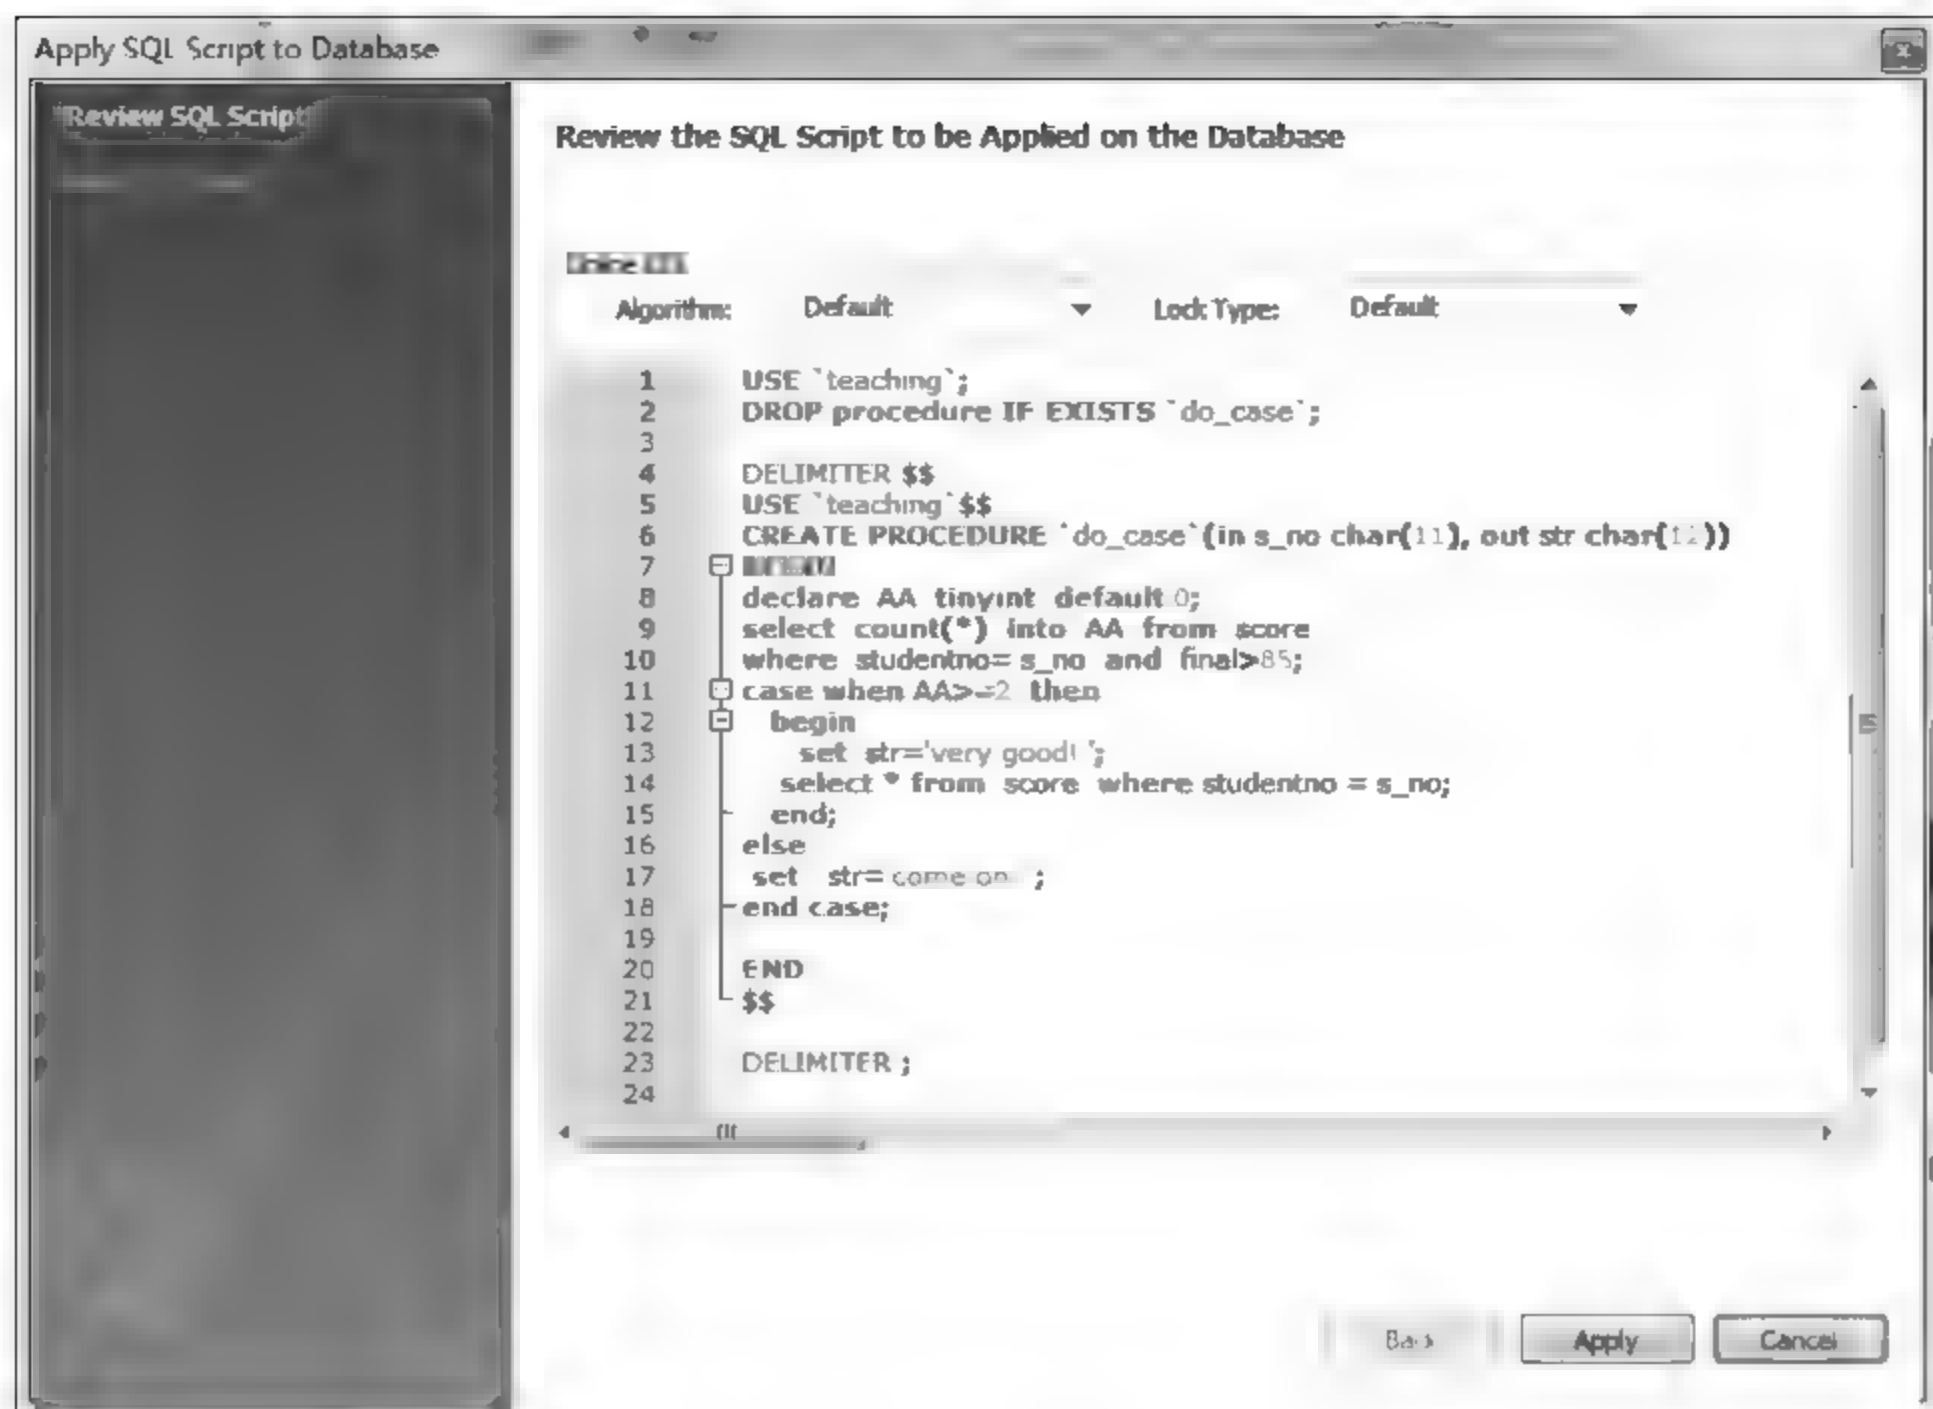 Apply SQL Script to Database
Review SQL Script
Review the SQL Script to be Applied on the Database
Algorithm: Default Lock Type: Default
1 USE `teaching`;
2 DROP procedure IF EXISTS `do_case`;
3
4 DELIMITER $$
5 USE `teaching`$$
6 CREATE PROCEDURE `do_case`(in s_no char(11), out str char(12))
7
8 declare AA tinyint default 0;
9 select count(*) into AA from score
10 where studentno= s_no and final>85;
11 case when AA>=2 then
12 begin
13 set str='very good! ';
14 select * from score where studentno = s_no;
15 end;
16 else
17 set str= come on ;
18 end case;
19
20 END
21 $$
22
23 DELIMITER ;
24
Back Apply Cancel